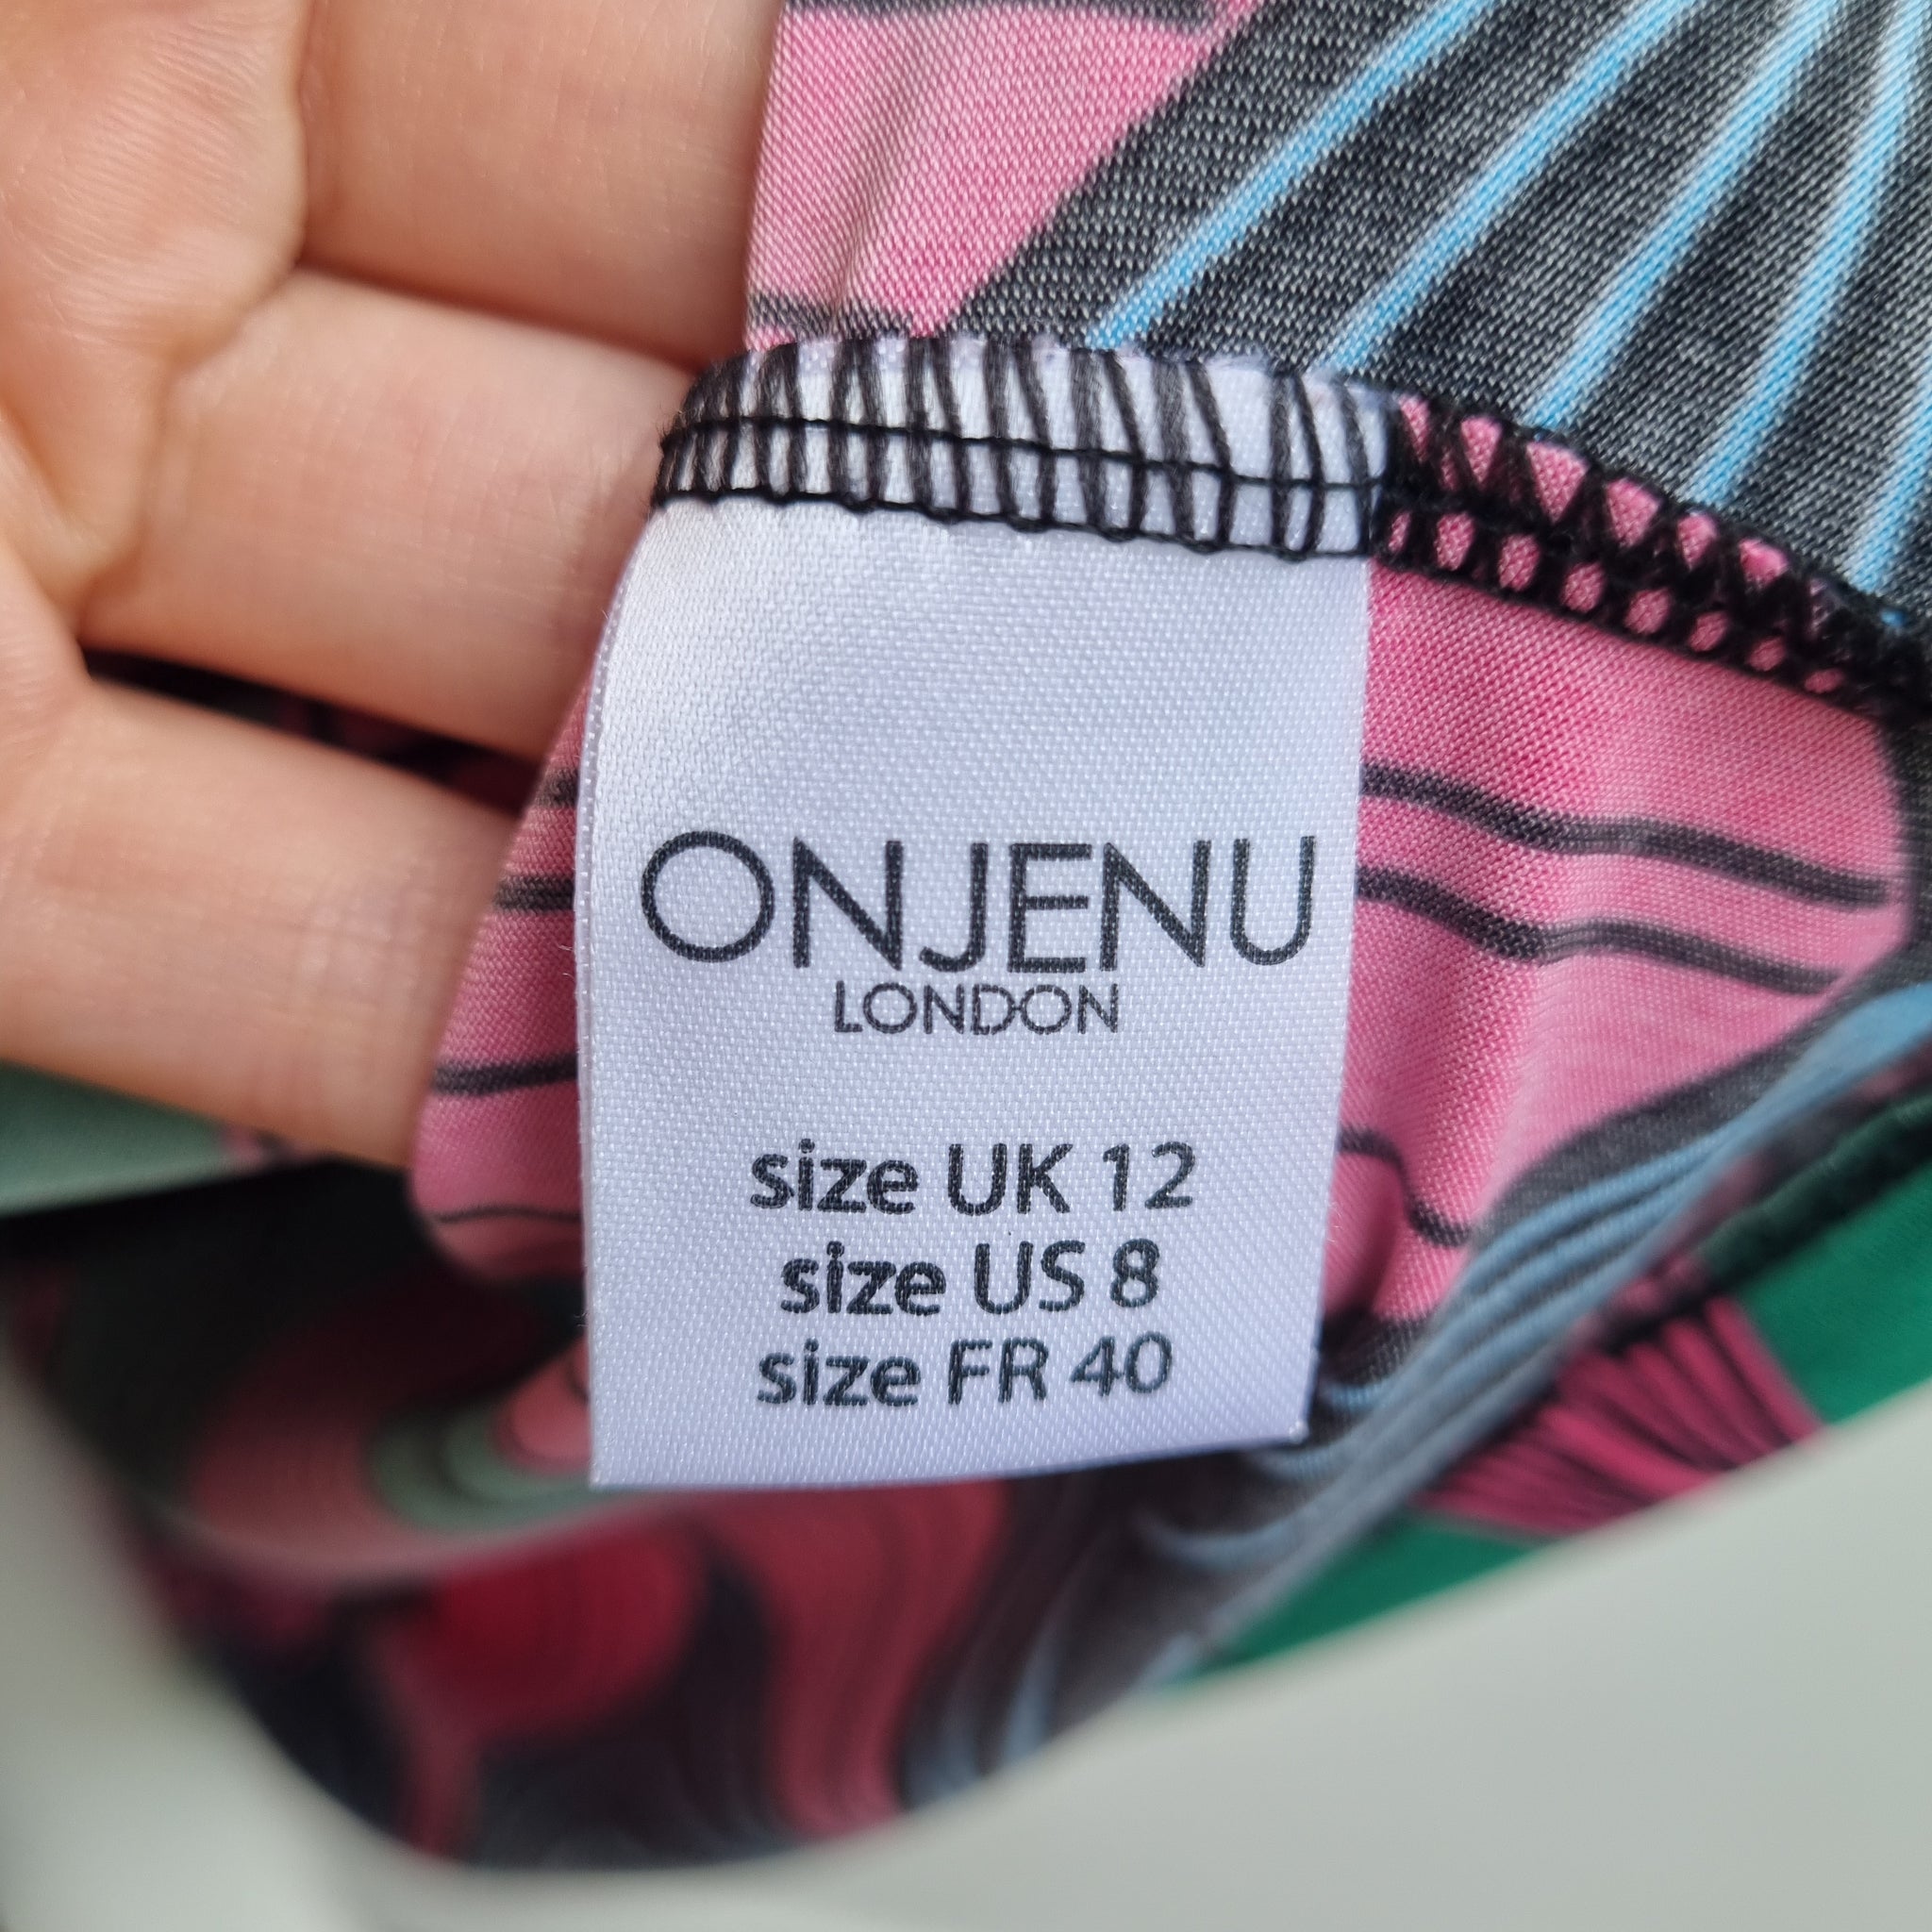 ONJENU
LONDON
size UK 12
size US 8
size FR 40